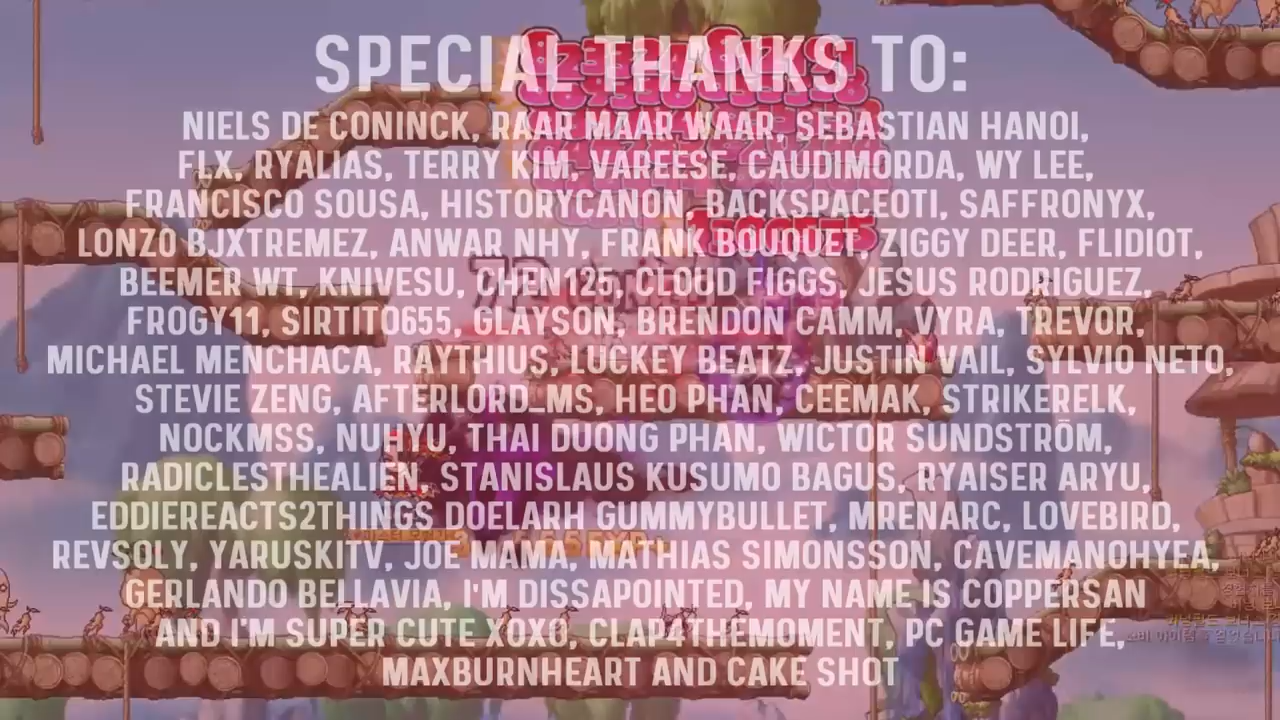 SPECIAL THANKS TO:
NIELS DE CONINCK, RAAR MAAR WAAR, SEBASTIAN HANOI,
FLX, RYALIAS, TERRY KIM, VAREESE, CAUDIMORDA, WY LEE,
FRANCISCO SOUSA, HISTORYCANON, BACKSPACEOTI, SAFFRONYX,
LONZO BJXTREMEZ, ANWAR NHY, FRANK BOUQUET, ZIGGY DEER, FLIDIOT,
BEEMER WT, KNIVESU, CHEN125, CLOUD FIGGS, JESUS RODRIGUEZ,
FROGY11, SIRTITO655, GLAYSON, BRENDON CAMM, VYRA, TREVOR,
MICHAEL MENCHACA, RAYTHIUS, LUCKEY BEATZ, JUSTIN VAIL, SYLVIO NETO,
STEVIE ZENG, AFTERLORD_MS, HEO PHAN, CEEMAK, STRIKERELK,
NOCKMSS, NUHYU, THAI DUONG PHAN, WICTOR SUNDSTRÖM,
RADICLESTHEALIEN, STANISLAUS KUSUMO BAGUS, RYAISER ARYU,
EDDIEREACTS2THINGS DOELARH GUMMYBULLET, MRENARC, LOVEBIRD,
REVSOLY, YARUSKITV, JOE MAMA, MATHIAS SIMONSSON, CAVEMANOHYEA,
GERLANDO BELLAVIA, I'M DISSAPOINTED, MY NAME IS COPPERSAN
AND I'M SUPER CUTE XOXO, CLAP4THEMOMENT, PC GAME LIFE,
MAXBURNHEART AND CAKE SHOT